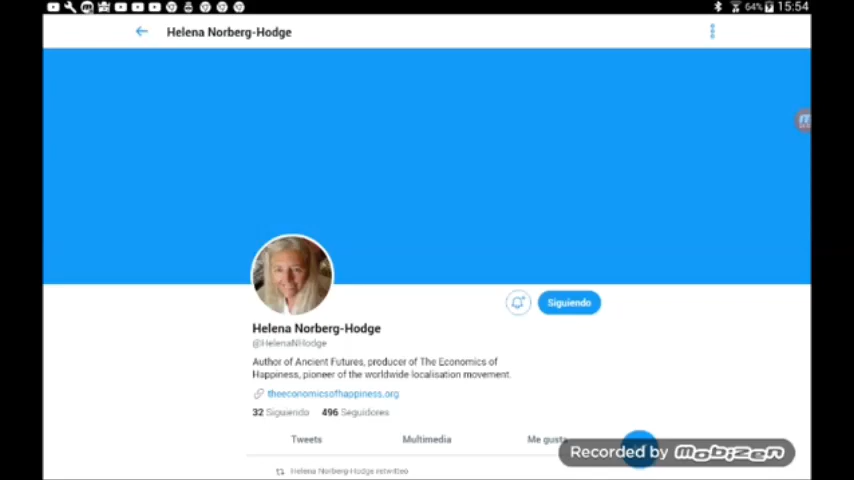 64% 15:54
Helena Norberg-Hodge
Siguiendo
Helena Norberg-Hodge
@HelenaNHodge
Author of Ancient Futures, producer of The Economics of
Happiness, pioneer of the worldwide localisation movement.
theeconomicsofhappiness.org
32 Siguiendo 496 Seguidores
Tweets Multimedia Me gusta
Recorded by mobizen
Helena Norberg-Hodge retwitteó